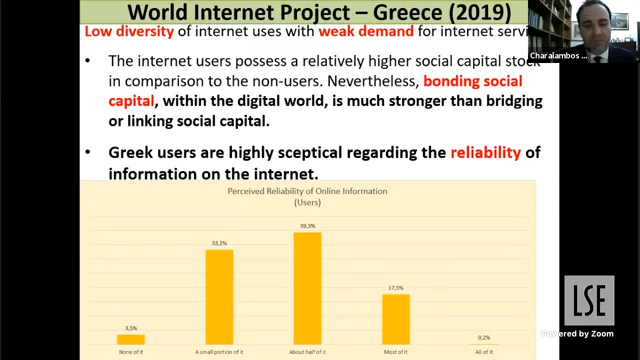 World Internet Project – Greece (2019)
Low diversity of internet uses with weak demand for internet servi
• The internet users possess a relatively higher social capital stock
in comparison to the non-users. Nevertheless, bonding social
capital, within the digital world, is much stronger than bridging
or linking social capital.
• Greek users are highly sceptical regarding the reliability of
information on the internet.
Perceived Reliability of Online Information
(Users)
3,5%
33,2%
39,3%
17,5%
0,2%
None of it
A small portion of it
About half of it
Most of it
All of it
Charalambos ...
LSE
Powered by Zoom